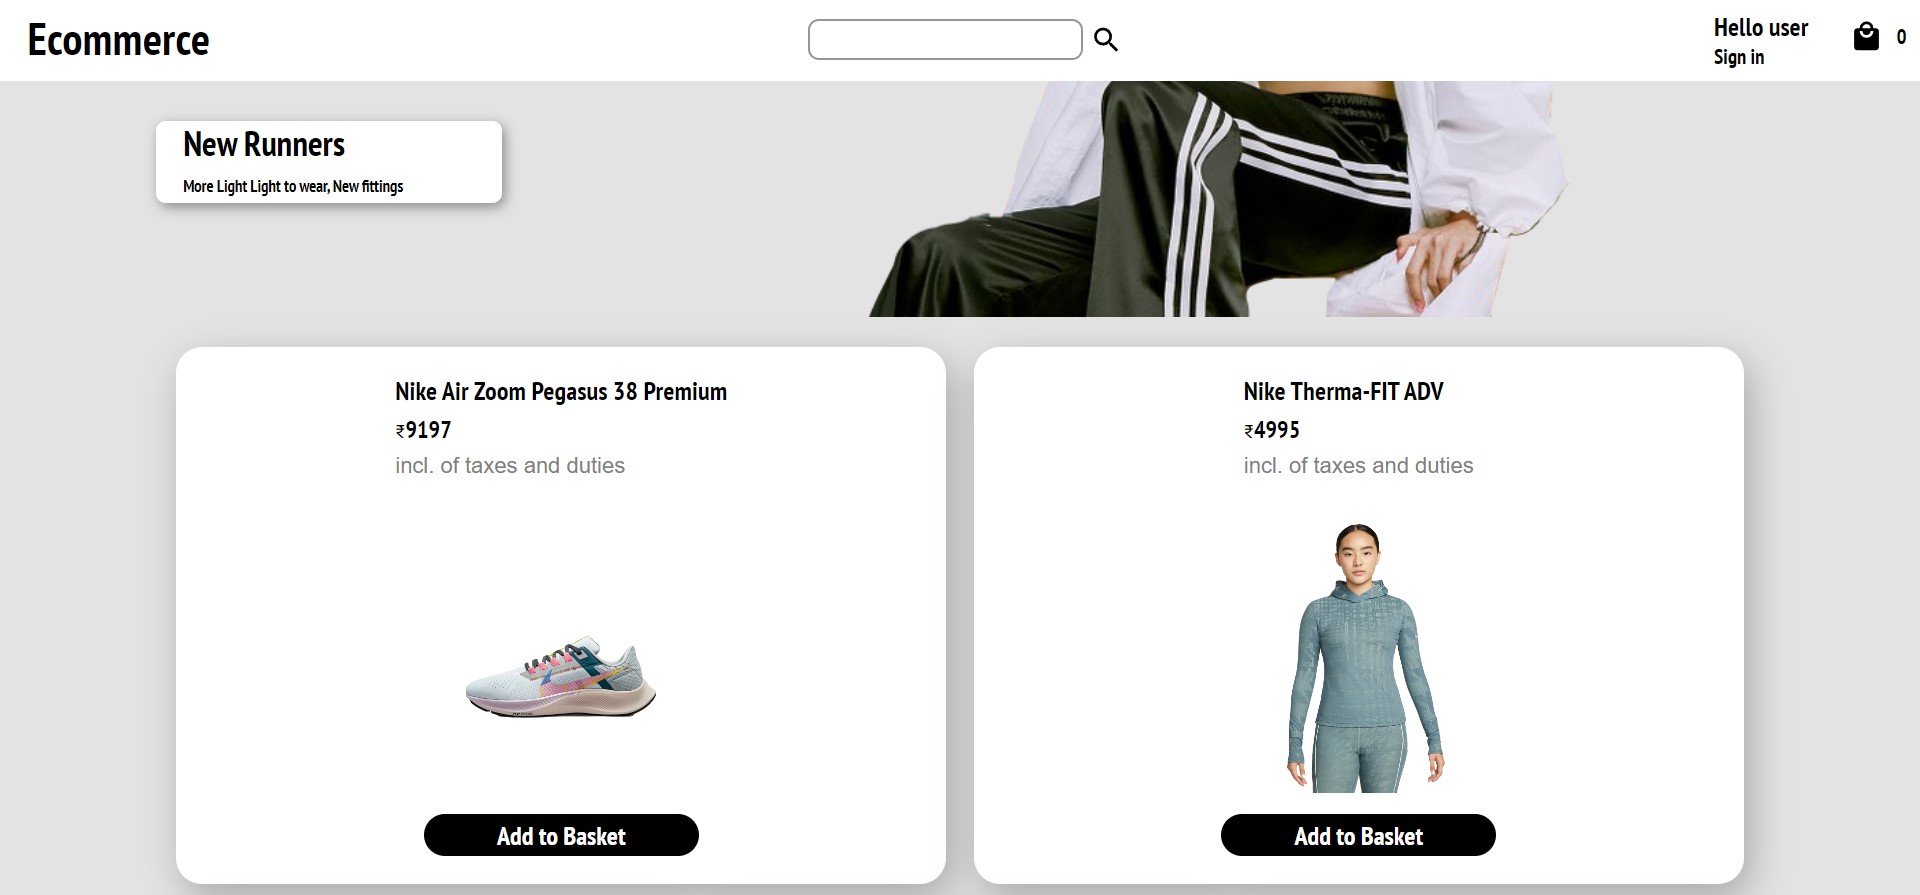 Ecommerce
Hello user
Sign in
0
New Runners
More Light Light to wear, New fittings
Nike Air Zoom Pegasus 38 Premium
₹9197
incl. of taxes and duties
Add to Basket
Nike Therma-FIT ADV
₹4995
incl. of taxes and duties
Add to Basket